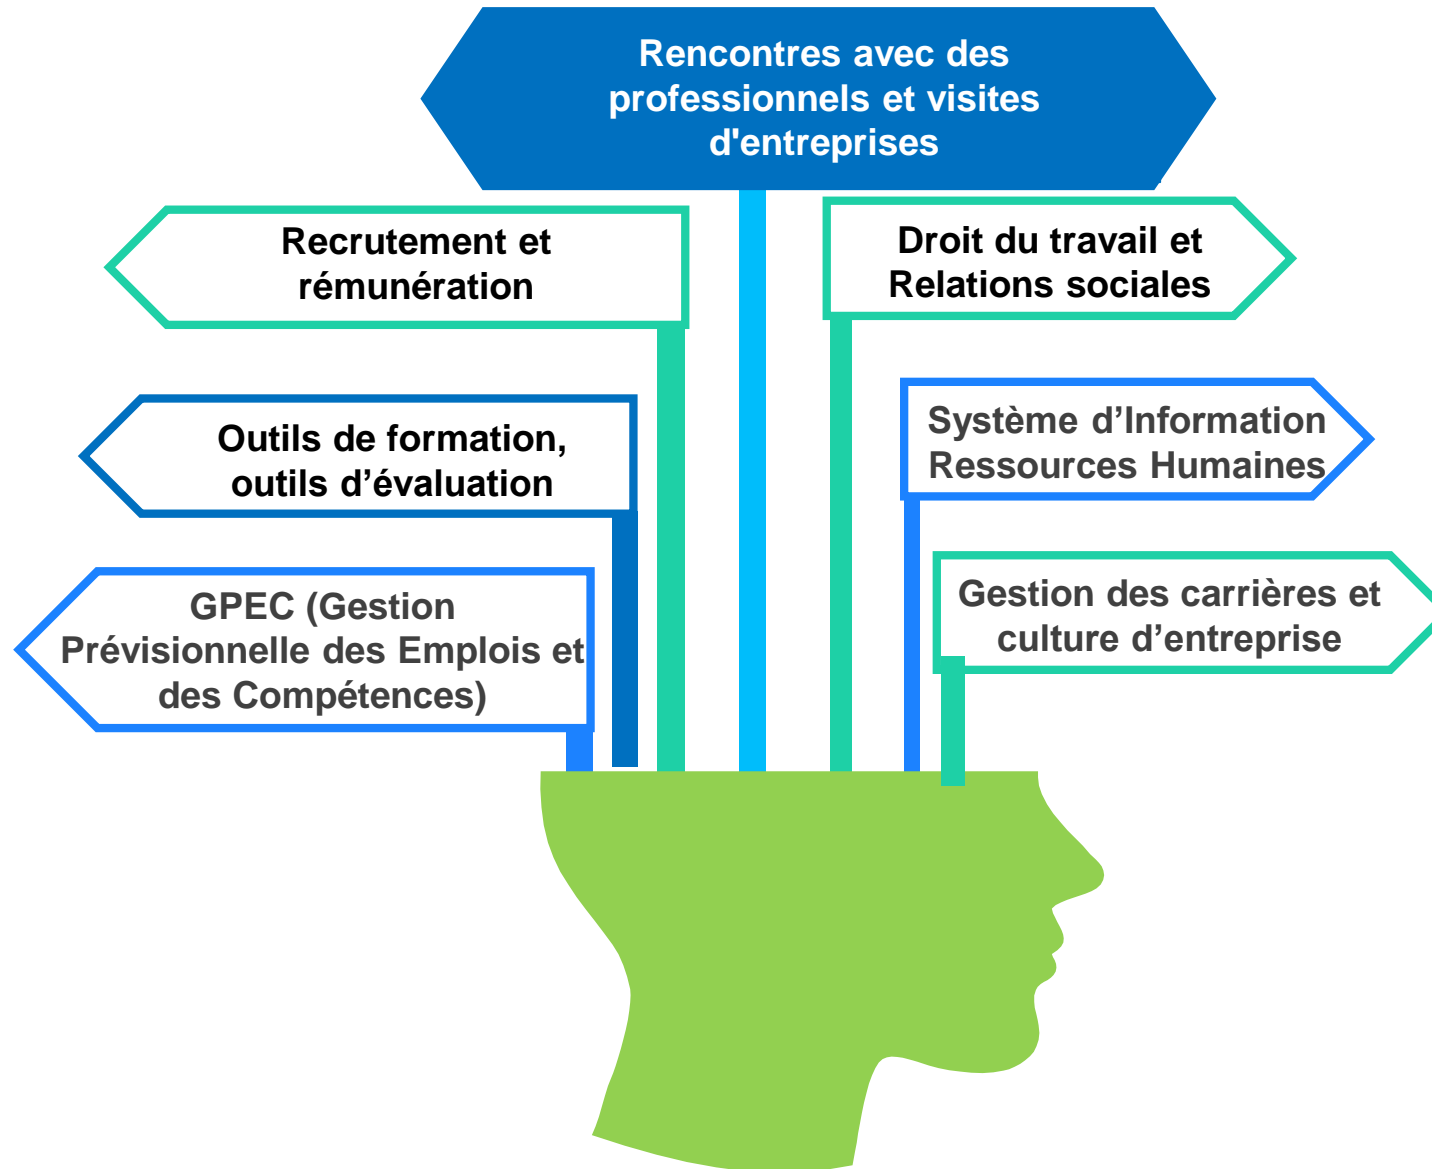 Rencontres avec des
professionnels et visites
d'entreprises
Recrutement et
rémunération
Droit du travail et
Relations sociales
Outils de formation,
outils d’évaluation
Système d’Information
Ressources Humaines
GPEC (Gestion
Prévisionnelle des Emplois et
des Compétences)
Gestion des carrières et
culture d’entreprise